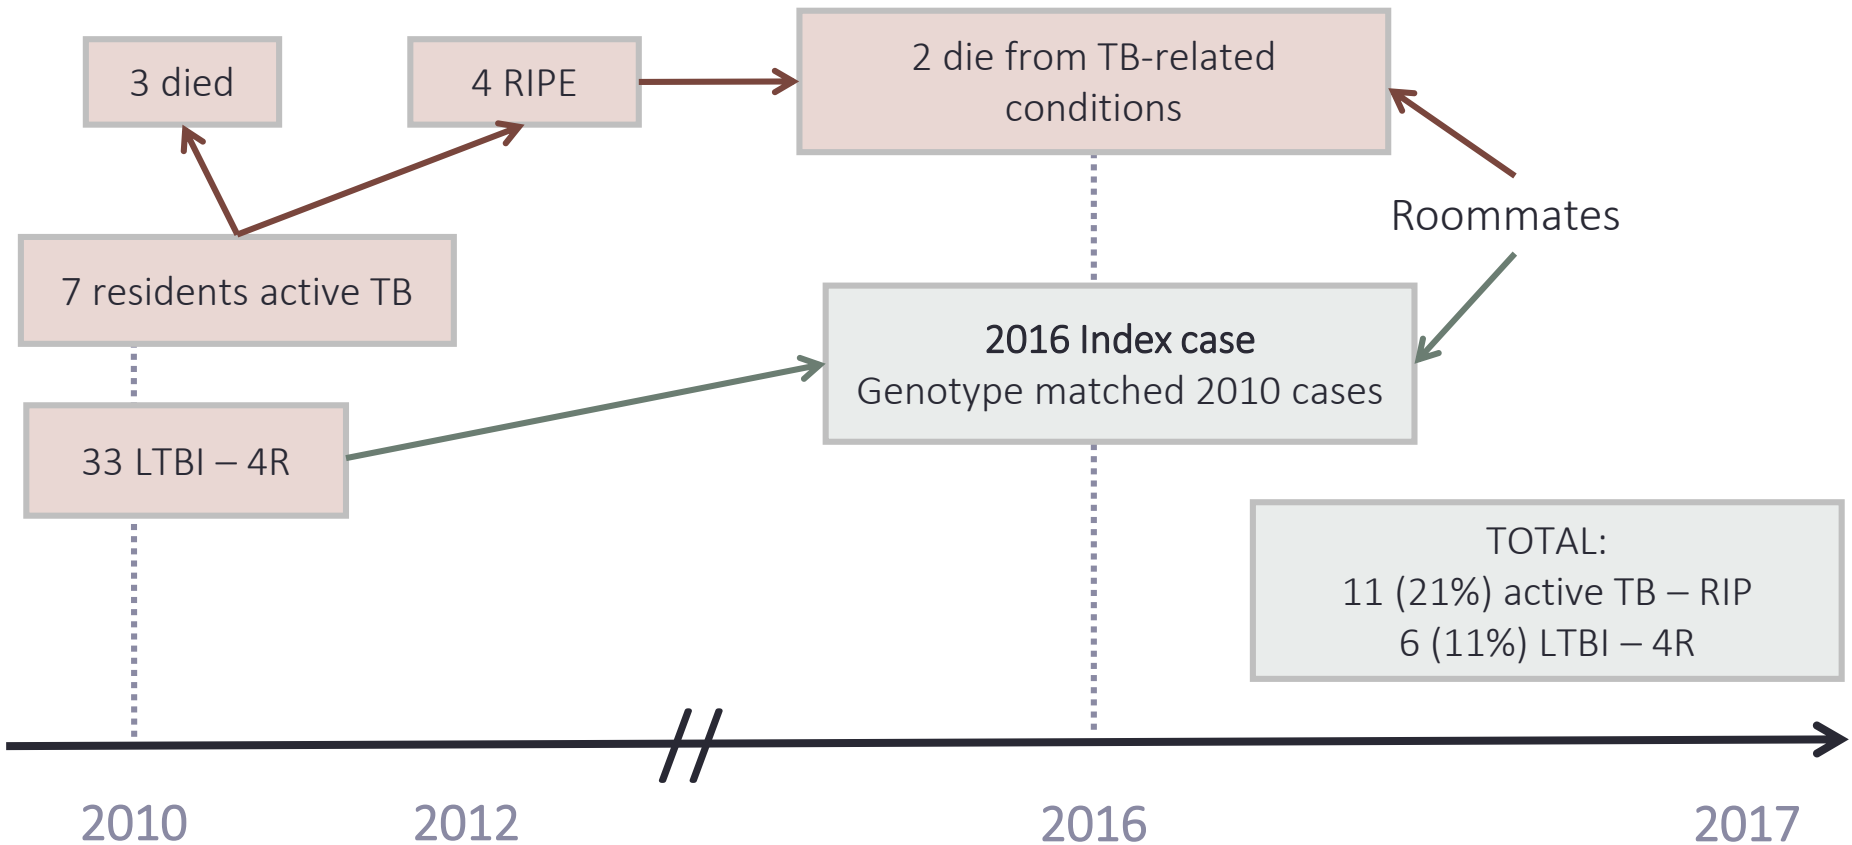 3 died
4 RIPE
2 die from TB-related
conditions
Roommates
7 residents active TB
2016 Index case
Genotype matched 2010 cases
33 LTBI – 4R
TOTAL:
11 (21%) active TB – RIP
6 (11%) LTBI – 4R
2010
2012
2016
2017